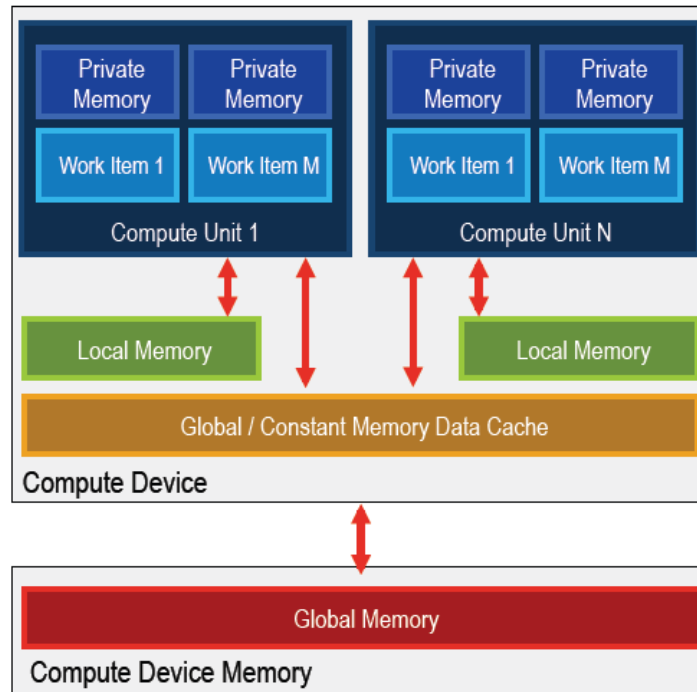 Private Memory
Private Memory
Private Memory
Private Memory
Work Item 1
Work Item M
Work Item 1
Work Item M
Compute Unit 1
Compute Unit N
Local Memory
Local Memory
Global / Constant Memory Data Cache
Compute Device
Global Memory
Compute Device Memory